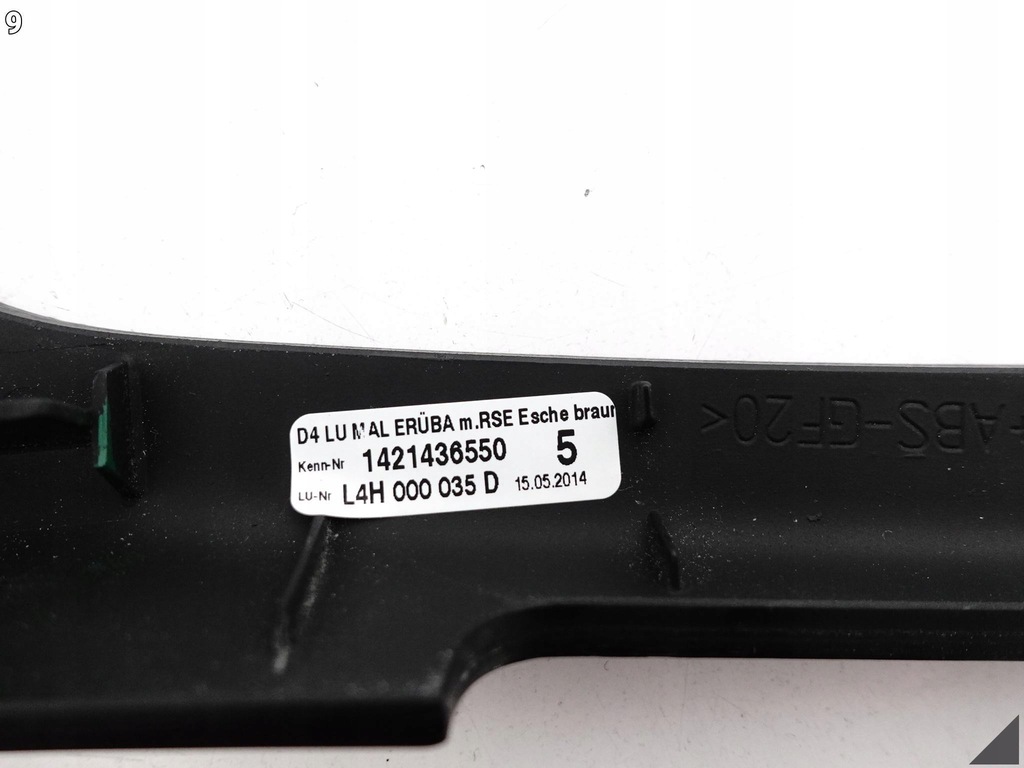 9
D4 LU MAL ERÜBA m.RSE Esche braun
Kenn-Nr 1421436550 5
LU-Nr L4H 000 035 D 15.05.2014
ABS-GF20<